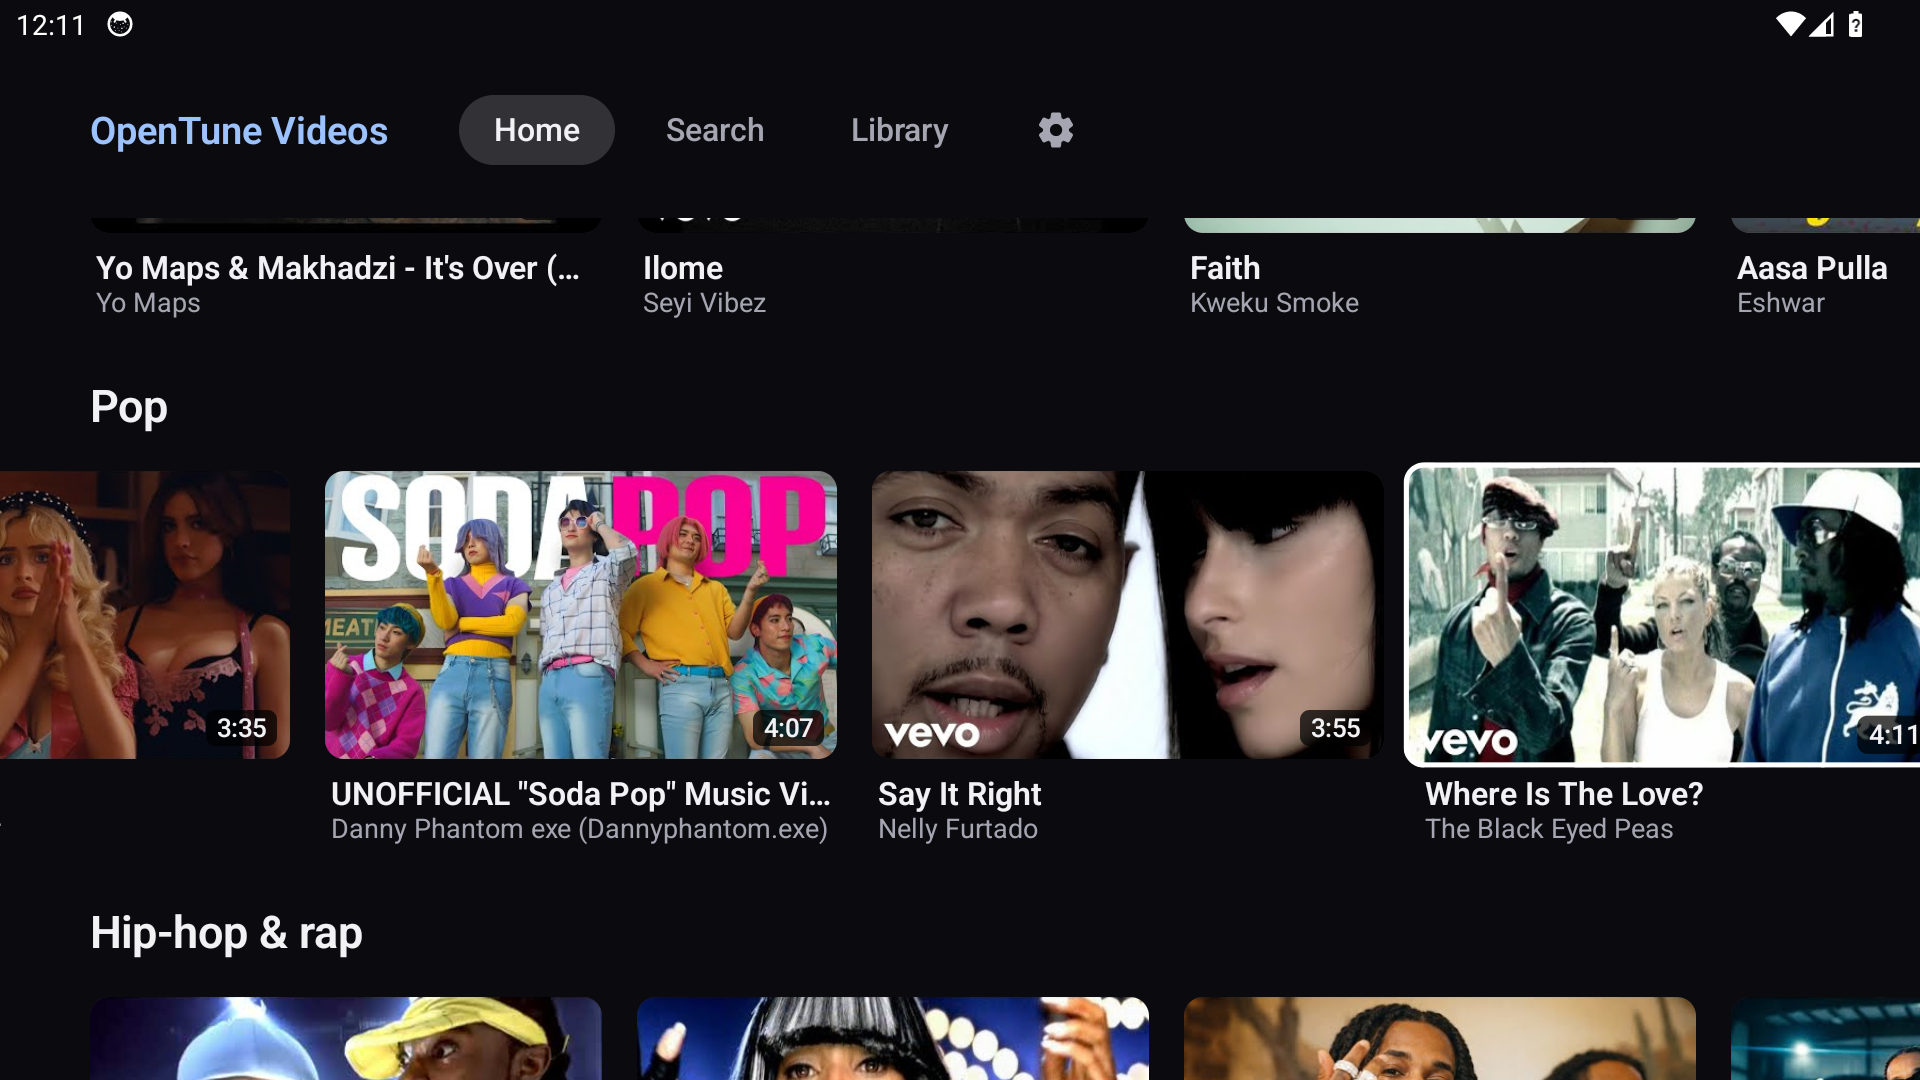 12:11
OpenTune Videos
Home
Search
Library
Yo Maps & Makhadzi - It's Over (...
Yo Maps
Ilome
Seyi Vibez
Faith
Kweku Smoke
Aasa Pulla
Eshwar
Pop
3:35
SODA POP
MEAT
4:07
UNOFFICIAL "Soda Pop" Music Vi...
Danny Phantom exe (Dannyphantom.exe)
vevo
3:55
Say It Right
Nelly Furtado
vevo
4:11
Where Is The Love?
The Black Eyed Peas
Hip-hop & rap